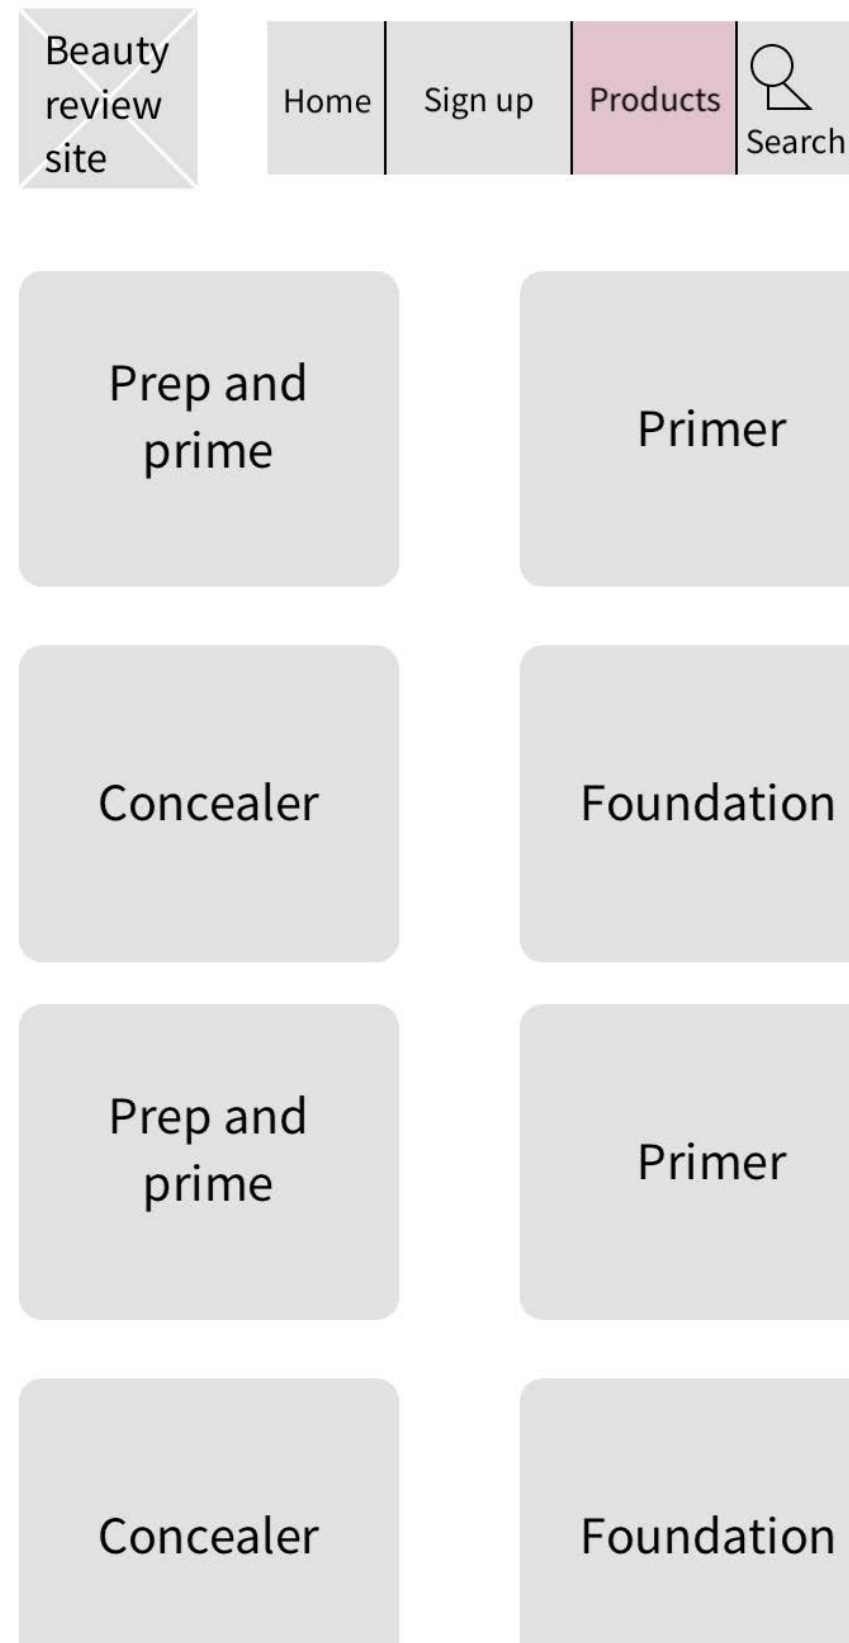 Beauty
review
site
Home
Sign up
Products
Search
Prep and
prime
Primer
Concealer
Foundation
Prep and
prime
Primer
Concealer
Foundation